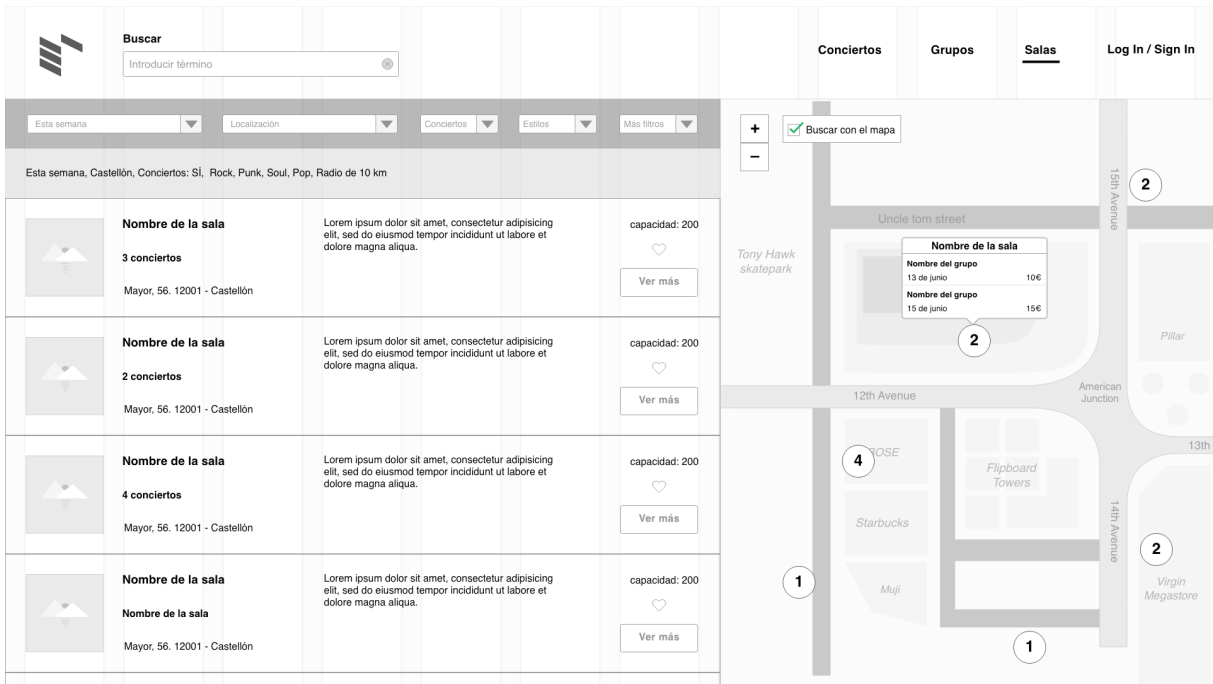 Buscar
Introducir término
Conciertos
Grupos
Salas
Log In / Sign In
Esta semana
Localización
Conciertos
Estilos
Más filtros
Esta semana, Castellón, Conciertos: SÍ, Rock, Punk, Soul, Pop, Radio de 10 km
Nombre de la sala
3 conciertos
Mayor, 56. 12001 - Castellón
Lorem ipsum dolor sit amet, consectetur adipisicing
elit, sed do eiusmod tempor incididunt ut labore et
dolore magna aliqua.
capacidad: 200
Ver más
Nombre de la sala
2 conciertos
Mayor, 56. 12001 - Castellón
Lorem ipsum dolor sit amet, consectetur adipisicing
elit, sed do eiusmod tempor incididunt ut labore et
dolore magna aliqua.
capacidad: 200
Ver más
Nombre de la sala
4 conciertos
Mayor, 56. 12001 - Castellón
Lorem ipsum dolor sit amet, consectetur adipisicing
elit, sed do eiusmod tempor incididunt ut labore et
dolore magna aliqua.
capacidad: 200
Ver más
Nombre de la sala
Nombre de la sala
Mayor, 56. 12001 - Castellón
Lorem ipsum dolor sit amet, consectetur adipisicing
elit, sed do eiusmod tempor incididunt ut labore et
dolore magna aliqua.
capacidad: 200
Ver más
+
−
Buscar con el mapa
15th Avenue
2
Uncle tom street
Tony Hawk
skatepark
Nombre de la sala
Nombre del grupo
13 de junio 10€
Nombre del grupo
15 de junio 15€
2
Pillar
12th Avenue
American
Junction
13th
4
OSE
Flipboard
Towers
Starbucks
14th Avenue
2
1
Muji
Virgin
Megastore
1